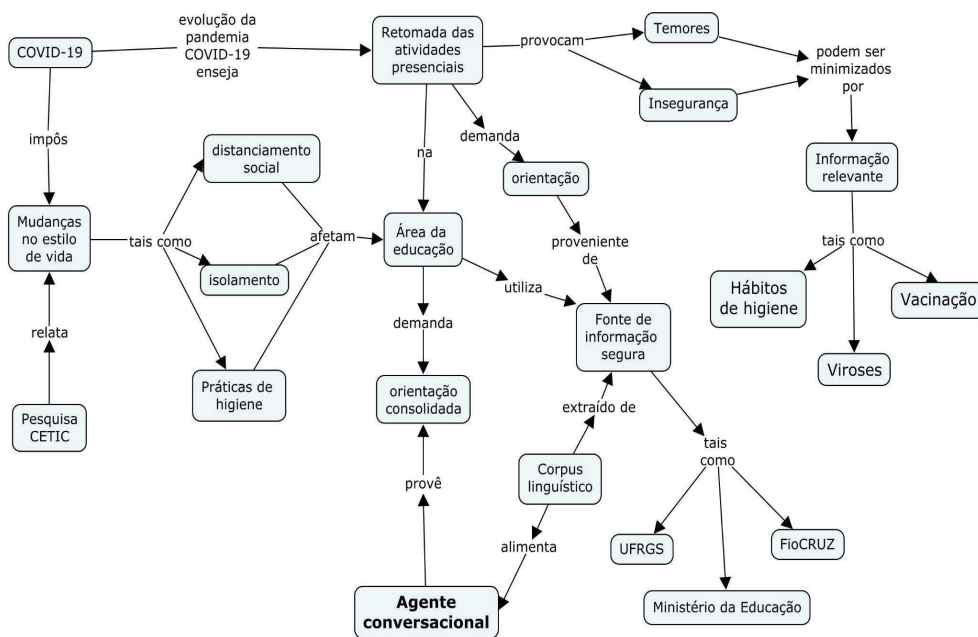 COVID-19
evolução da
pandemia
COVID-19
enseja
Retomada das
atividades
presenciais
provocam
Temores
Insegurança
podem ser
minimizados
por
Informação
relevante
tais como
Hábitos
de higiene
Viroses
Vacinação
impôs
Mudanças
no estilo
de vida
tais como
distanciamento
social
isolamento
Práticas de
higiene
afetam
relata
Pesquisa
CETIC
na
Área da
educação
demanda
orientação
proveniente
de
utiliza
Fonte de
informação
segura
demanda
orientação
consolidada
extraído de
Corpus
linguístico
alimenta
provê
Agente
conversacional
tais
como
UFRGS
FioCRUZ
Ministério da Educação